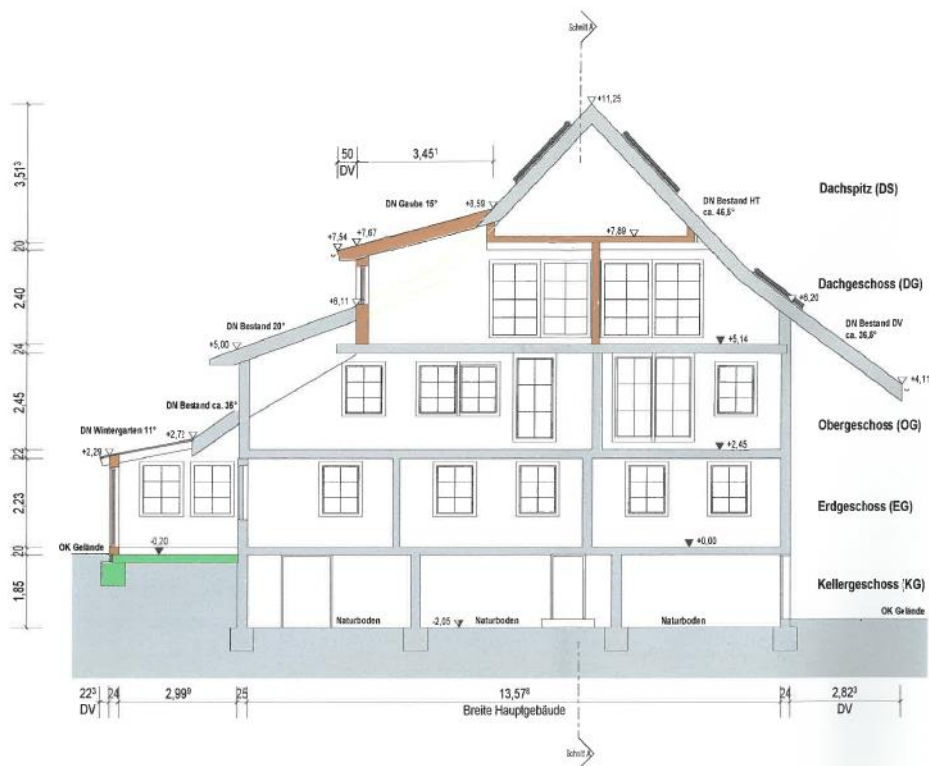 Schnitt A
+11,25
50
3,45¹
DV
3,51³
Dachspitz (DS)
DN Gaube 15°
+8,59
DN Bestand HT
ca. 46,5°
+7,54
+7,67
+7,89
20
2,40
Dachgeschoss (DG)
+6,11
+6,20
DN Bestand 20°
DN Bestand DV
ca. 36,5°
+5,00
+5,14
24
+4,11
2,45
DN Bestand ca. 36°
Obergeschoss (OG)
DN Wintergarten 11°
+2,73
+2,29
+2,45
22
2,23
Erdgeschoss (EG)
OK Gelände
-0,20
+0,00
20
1,85
Kellergeschoss (KG)
OK Gelände
Naturboden
-2,05
Naturboden
Naturboden
22³
24
2,99⁹
25
13,57⁸
24
2,82³
DV
Breite Hauptgebäude
DV
Schnitt A